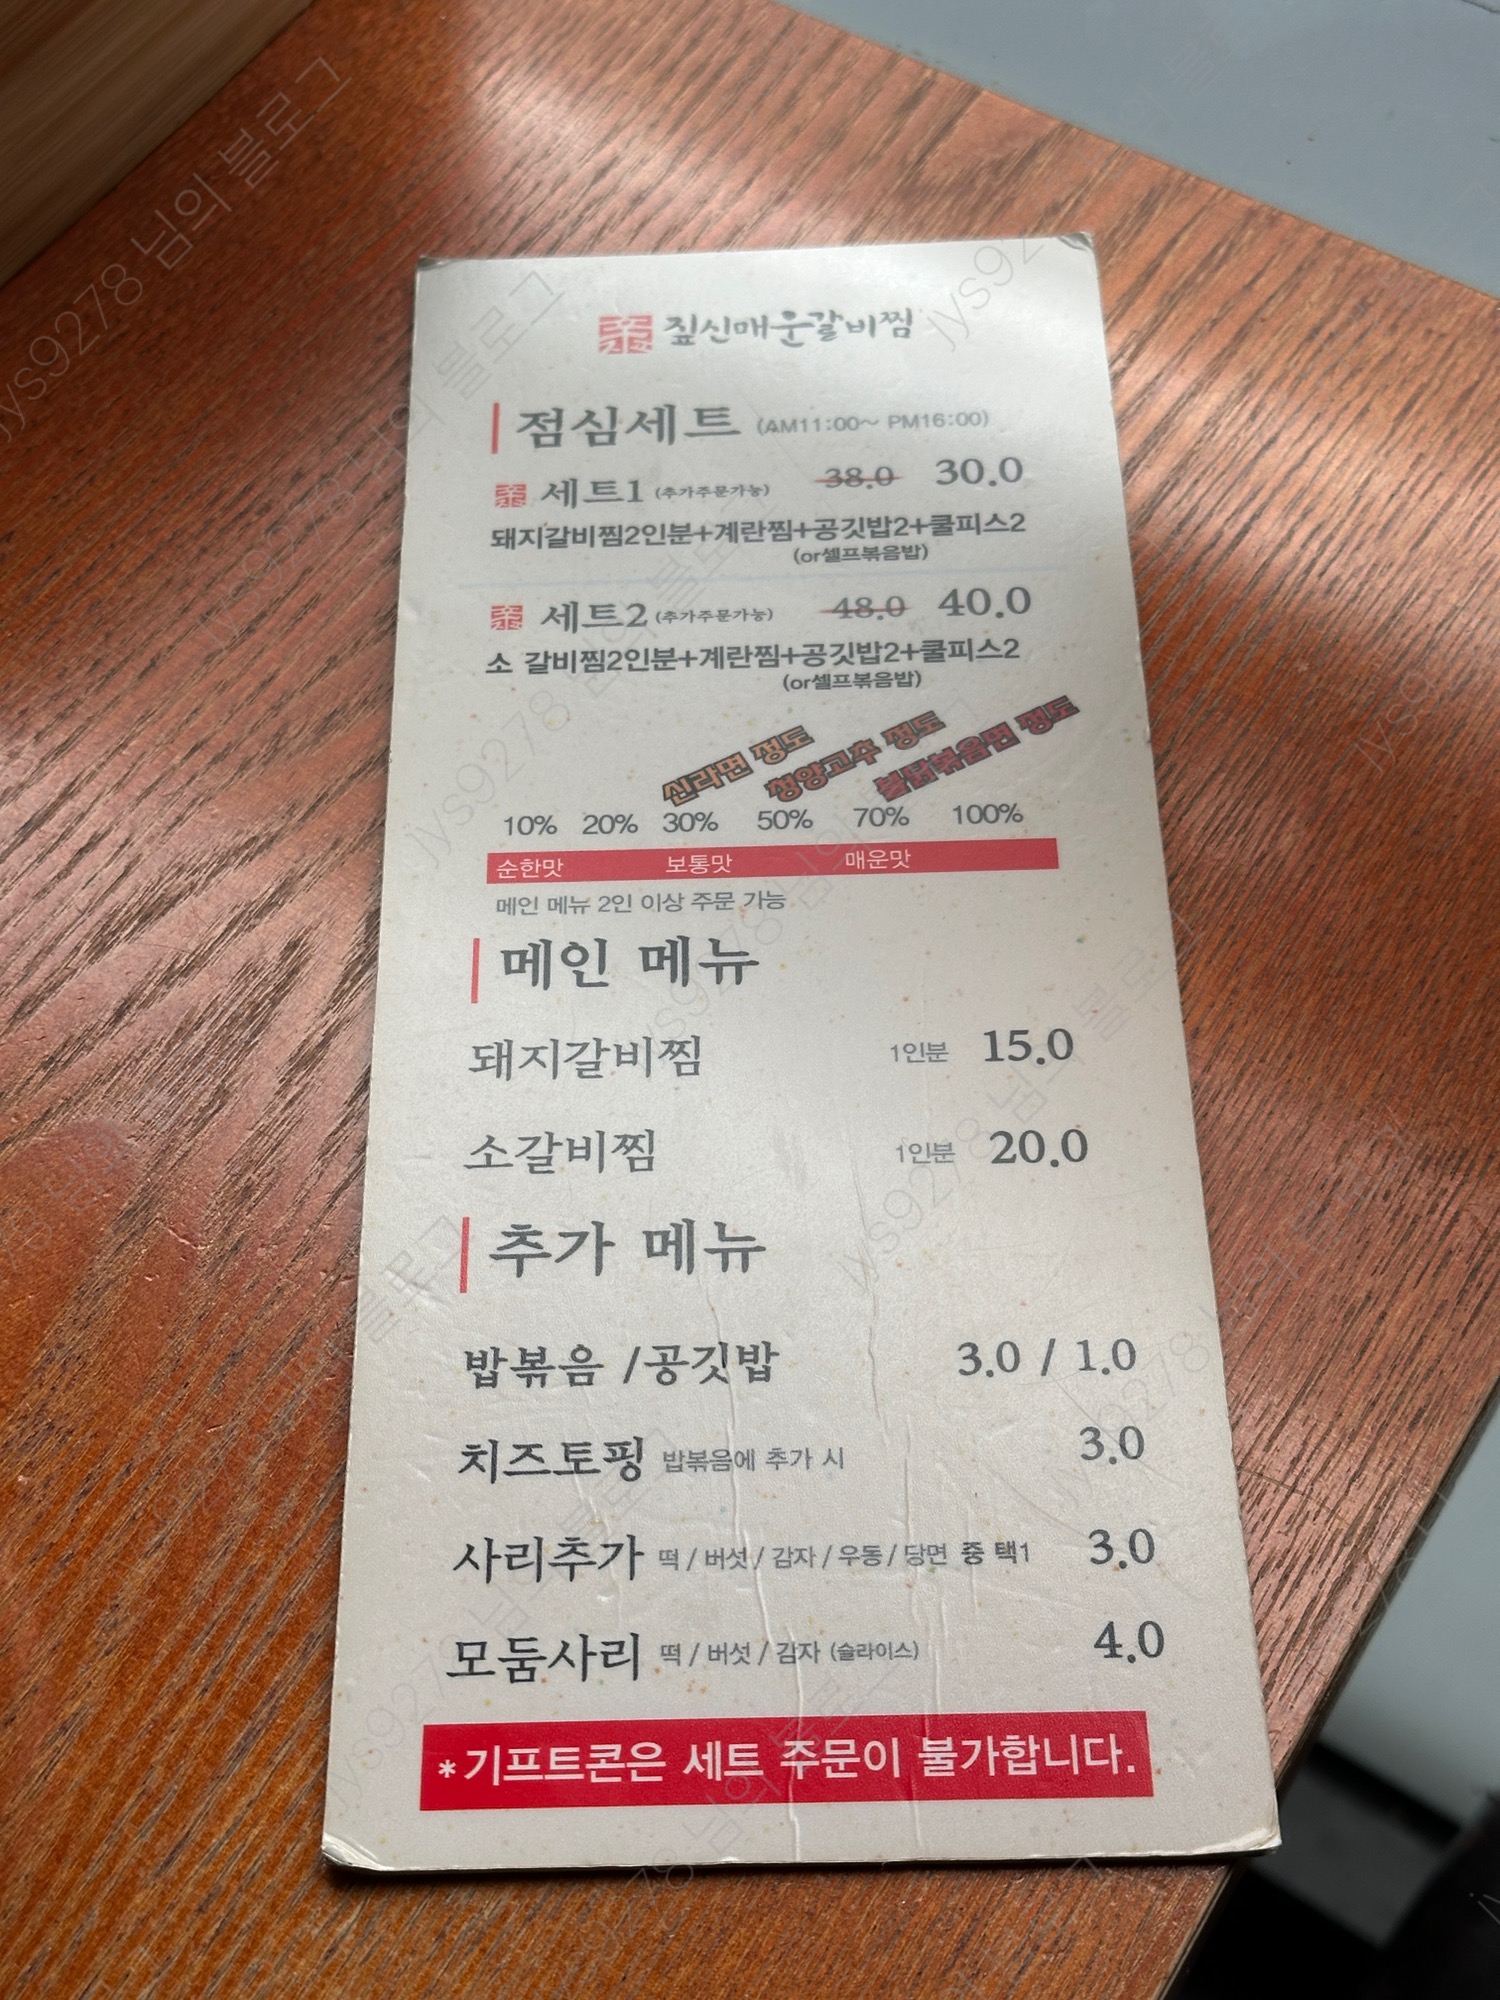 짚신매운갈비찜
점심세트 (AM11:00~ PM16:00)
세트1 (추가주문가능) 38.0 30.0
돼지갈비찜2인분+계란찜+공깃밥2+쿨피스2
(or셀프볶음밥)
세트2 (추가주문가능) 48.0 40.0
소 갈비찜2인분+계란찜+공깃밥2+쿨피스2
(or셀프볶음밥)
신라면 정도 청양고추 정도 불닭볶음면 정도
10% 20% 30% 50% 70% 100%
순한맛 보통맛 매운맛
메인 메뉴 2인 이상 주문 가능
메인 메뉴
돼지갈비찜 1인분 15.0
소갈비찜 1인분 20.0
추가 메뉴
밥볶음 /공깃밥 3.0 / 1.0
치즈토핑 밥볶음에 추가 시 3.0
사리추가 떡 / 버섯 / 감자 / 우동 / 당면 중 택1 3.0
모둠사리 떡 / 버섯 / 감자 (슬라이스) 4.0
*기프트콘은 세트 주문이 불가합니다.
jys9278 님의 블로그